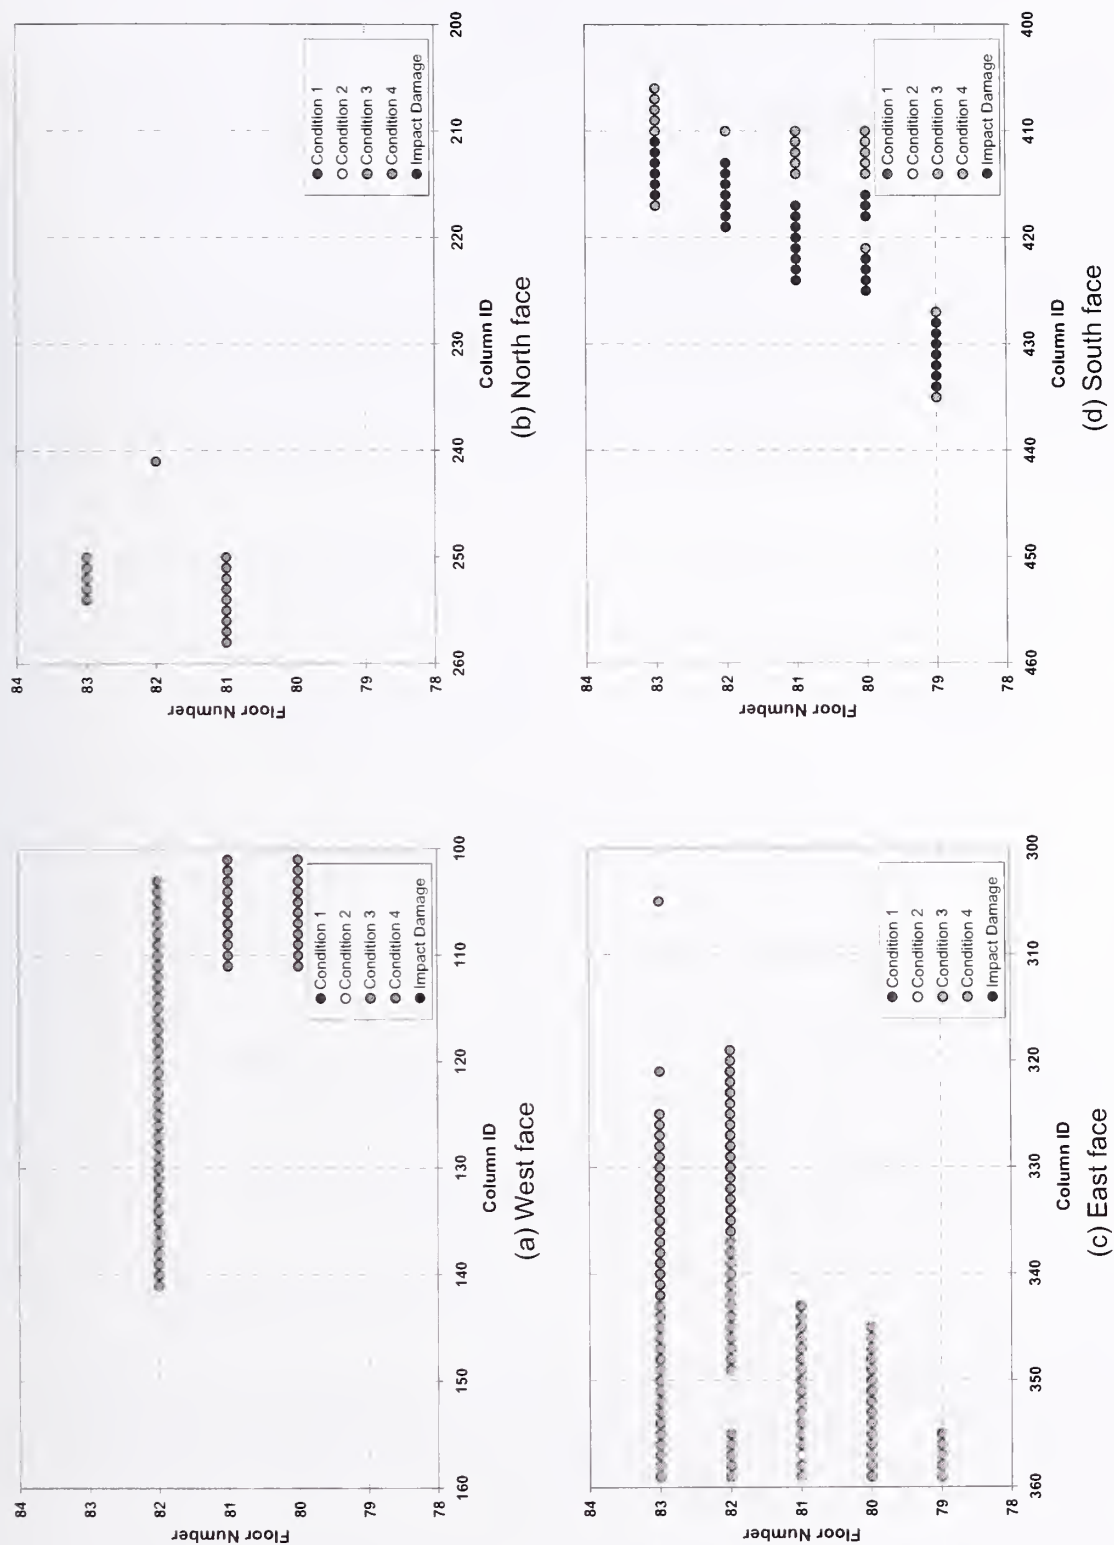 84
83
82
81
80
79
78
Floor Number
160
150
140
130
120
110
100
Column ID
Condition 1
Condition 2
Condition 3
Condition 4
Impact Damage
(a) West face
84
83
82
81
80
79
78
Floor Number
260
250
240
230
220
210
200
Column ID
Condition 1
Condition 2
Condition 3
Condition 4
Impact Damage
(b) North face
84
83
82
81
80
79
78
Floor Number
360
350
340
330
320
310
300
Column ID
Condition 1
Condition 2
Condition 3
Condition 4
Impact Damage
(c) East face
84
83
82
81
80
79
78
Floor Number
460
450
440
430
420
410
400
Column ID
Condition 1
Condition 2
Condition 3
Condition 4
Impact Damage
(d) South face